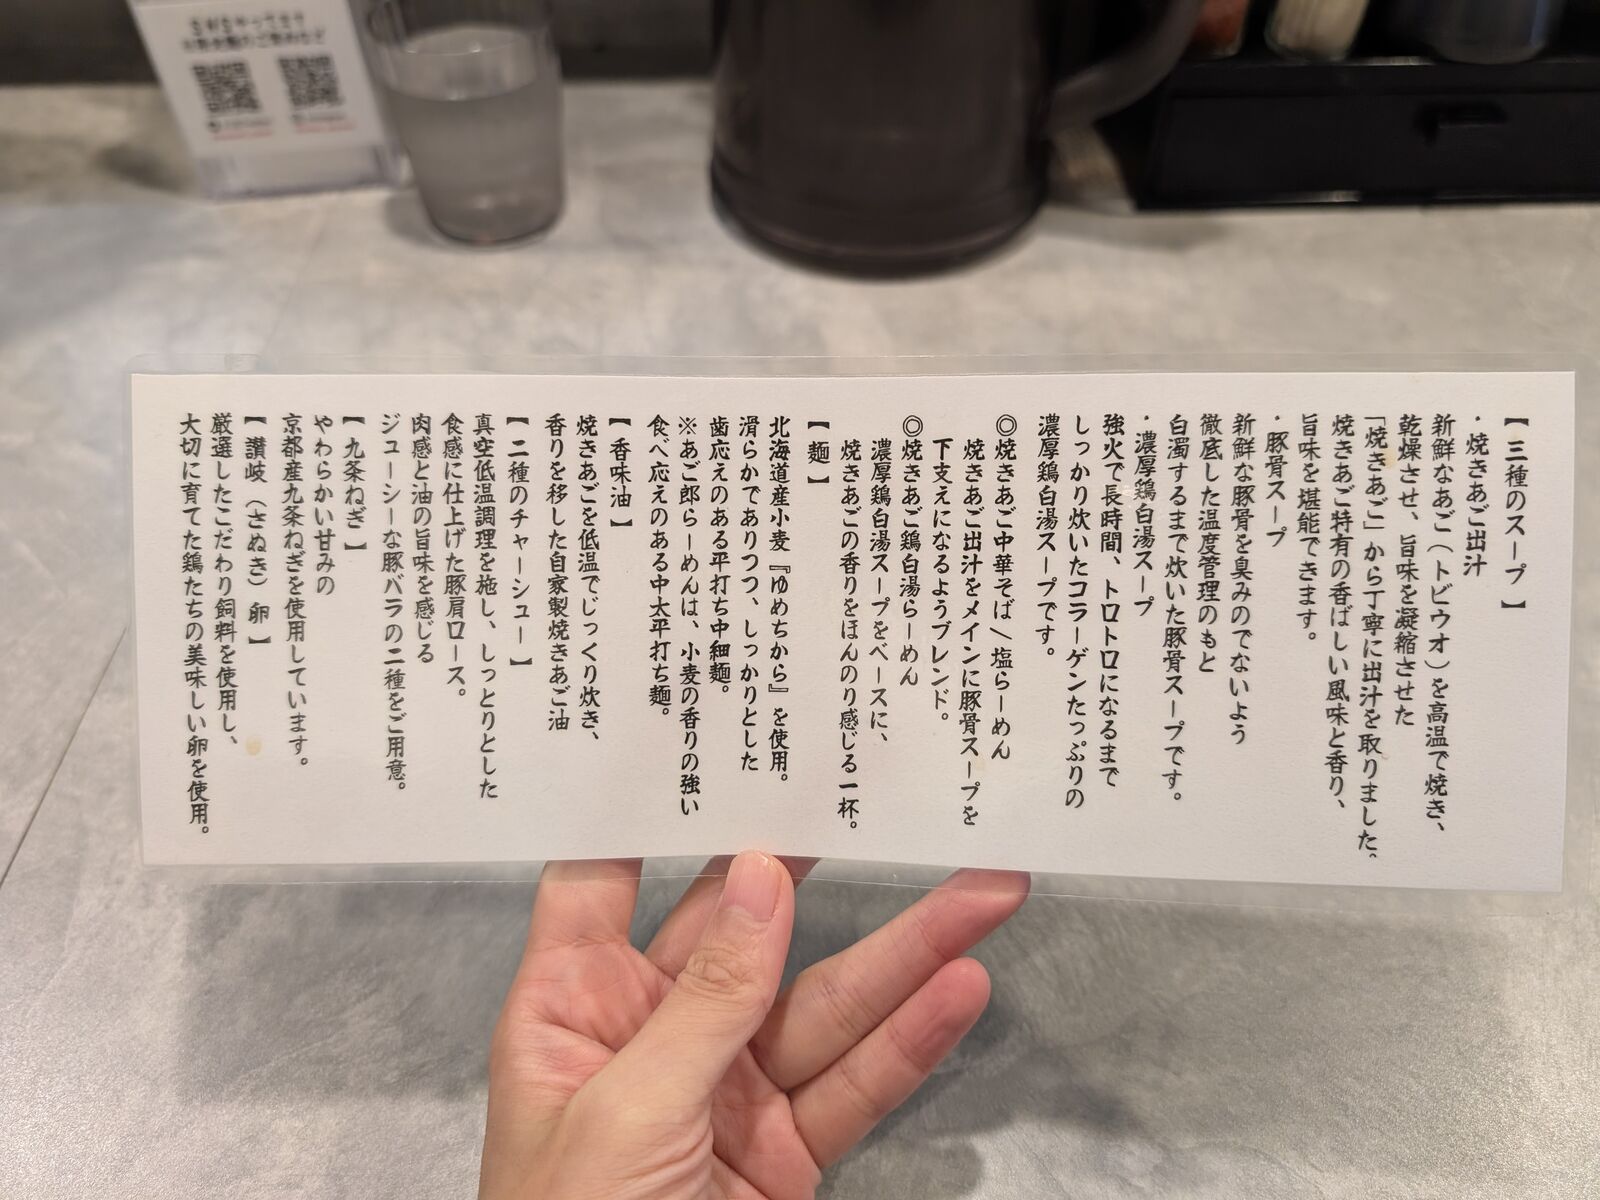 【三種のスープ】
・焼きあご出汁
新鮮なあご（トビウオ）を高温で焼き、
乾燥させ、旨味を凝縮させた
「焼きあご」から丁寧に出汁を取りました。
焼きあご特有の香ばしい風味と香り、
旨味を堪能できます。
・豚骨スープ
新鮮な豚骨を臭みのでないよう
徹底した温度管理のもと
白濁するまで炊いた豚骨スープです。
・濃厚鶏白湯スープ
強火で長時間、トロトロになるまで
しっかり炊いたコラーゲンたっぷりの
濃厚鶏白湯スープです。
◎焼きあご中華そば／塩らーめん
焼きあご出汁をメインに豚骨スープを
下支えになるようブレンド。
◎焼きあご鶏白湯らーめん
濃厚鶏白湯スープをベースに、
焼きあごの香りをほんのり感じる一杯。
【麺】
北海道産小麦『ゆめちから』を使用。
滑らかでありつつ、しっかりとした
歯応えのある平打ち中細麺。
※あご郎らーめんは、小麦の香りの強い
食べ応えのある中太平打ち麺。
【香味油】
焼きあごを低温でじっくり炊き、
香りを移した自家製焼きあご油
【二種のチャーシュー】
真空低温調理を施し、しっとりとした
食感に仕上げた豚肩ロース。
肉感と油の旨味を感じる
ジューシーな豚バラの二種をご用意。
【九条ねぎ】
やわらかい甘みの
京都産九条ねぎを使用しています。
【讃岐（さぬき）卵】
厳選したこだわり飼料を使用し、
大切に育てた鶏たちの美味しい卵を使用。